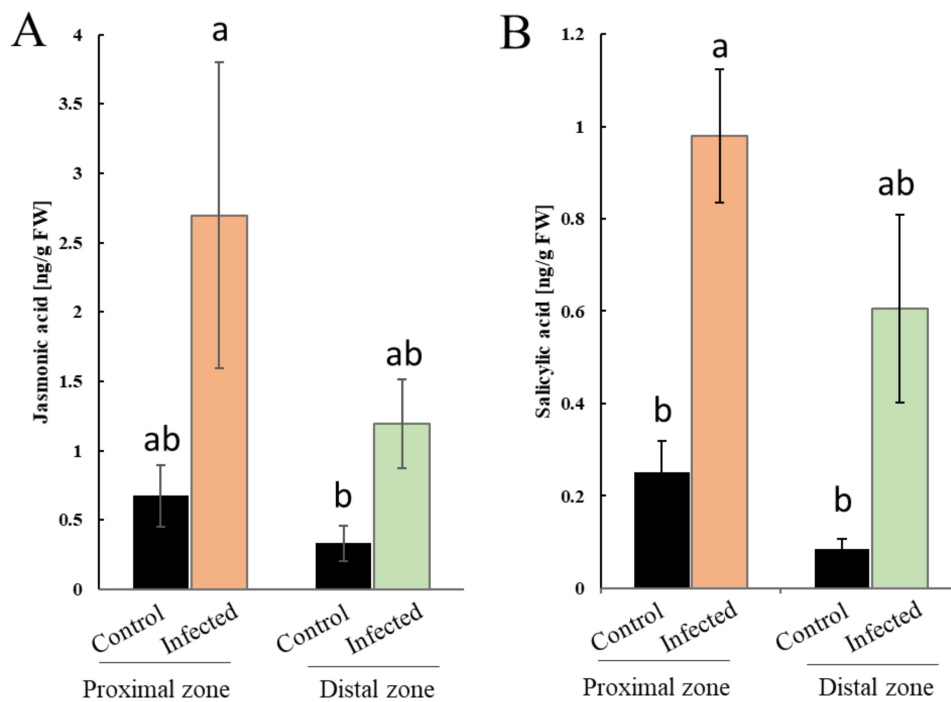 A
Jasmonic acid [ng/g FW]
4
3.5
3
2.5
2
1.5
1
0.5
0
ab
a
b
ab
Control
Infected
Control
Infected
Proximal zone
Distal zone
B
Salicylic acid [ng/g FW]
1.2
1
0.8
0.6
0.4
0.2
0
b
a
b
ab
Control
Infected
Control
Infected
Proximal zone
Distal zone